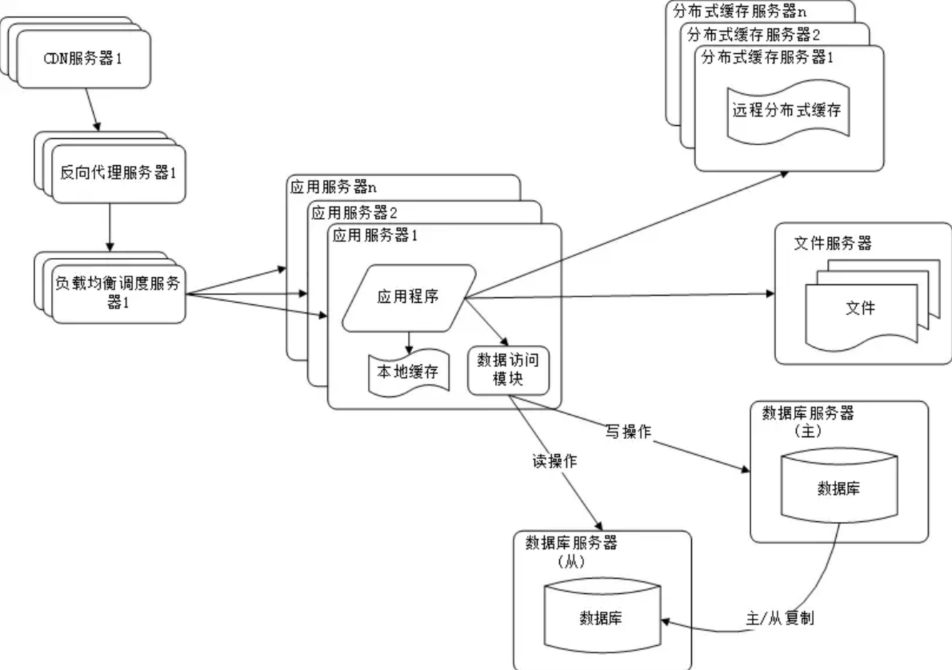 CDN服务器1
反向代理服务器1
负载均衡调度服务
器1
应用服务器n
应用服务器2
应用服务器1
应用程序
本地缓存
数据访问
模块
分布式缓存服务器n
分布式缓存服务器2
分布式缓存服务器1
远程分布式缓存
文件服务器
文件
写操作
读操作
数据库服务器
(主)
数据库
数据库服务器
(从)
数据库
主/从复制